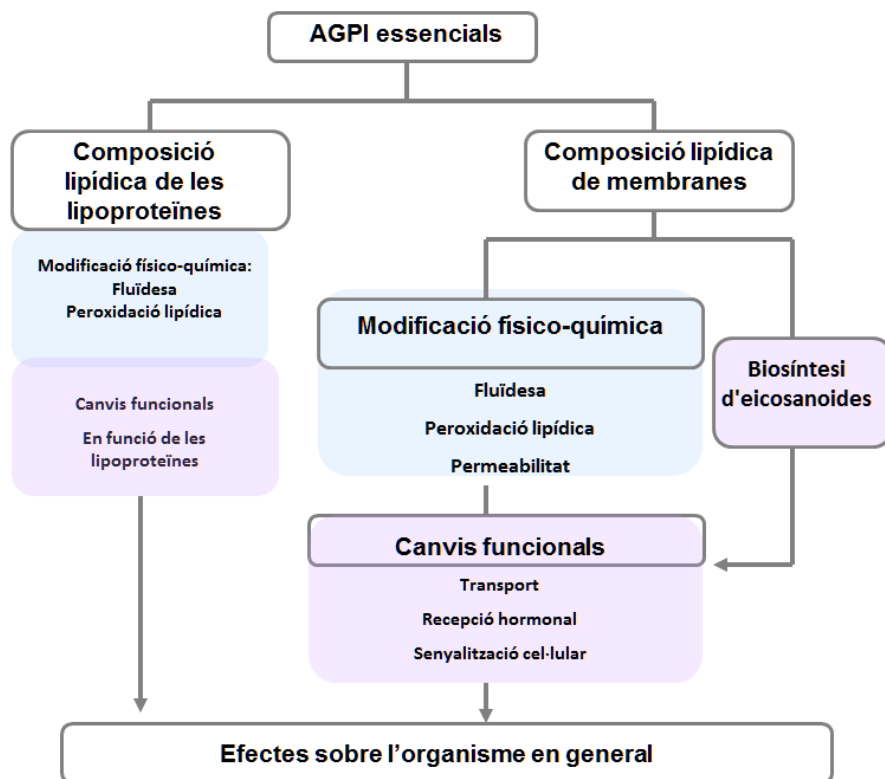 AGPI essencials
Composició
lipídica de les
lipoproteïnes
Modificació físico-química:
Fluïdesa
Peroxidació lipídica
Canvis funcionals
En funció de les
lipoproteïnes
Composició lipídica
de membranes
Modificació físico-química
Fluïdesa
Peroxidació lipídica
Permeabilitat
Biosíntesi
d'eicosanoides
Canvis funcionals
Transport
Recepció hormonal
Senyalització cel·lular
Efectes sobre l’organisme en general